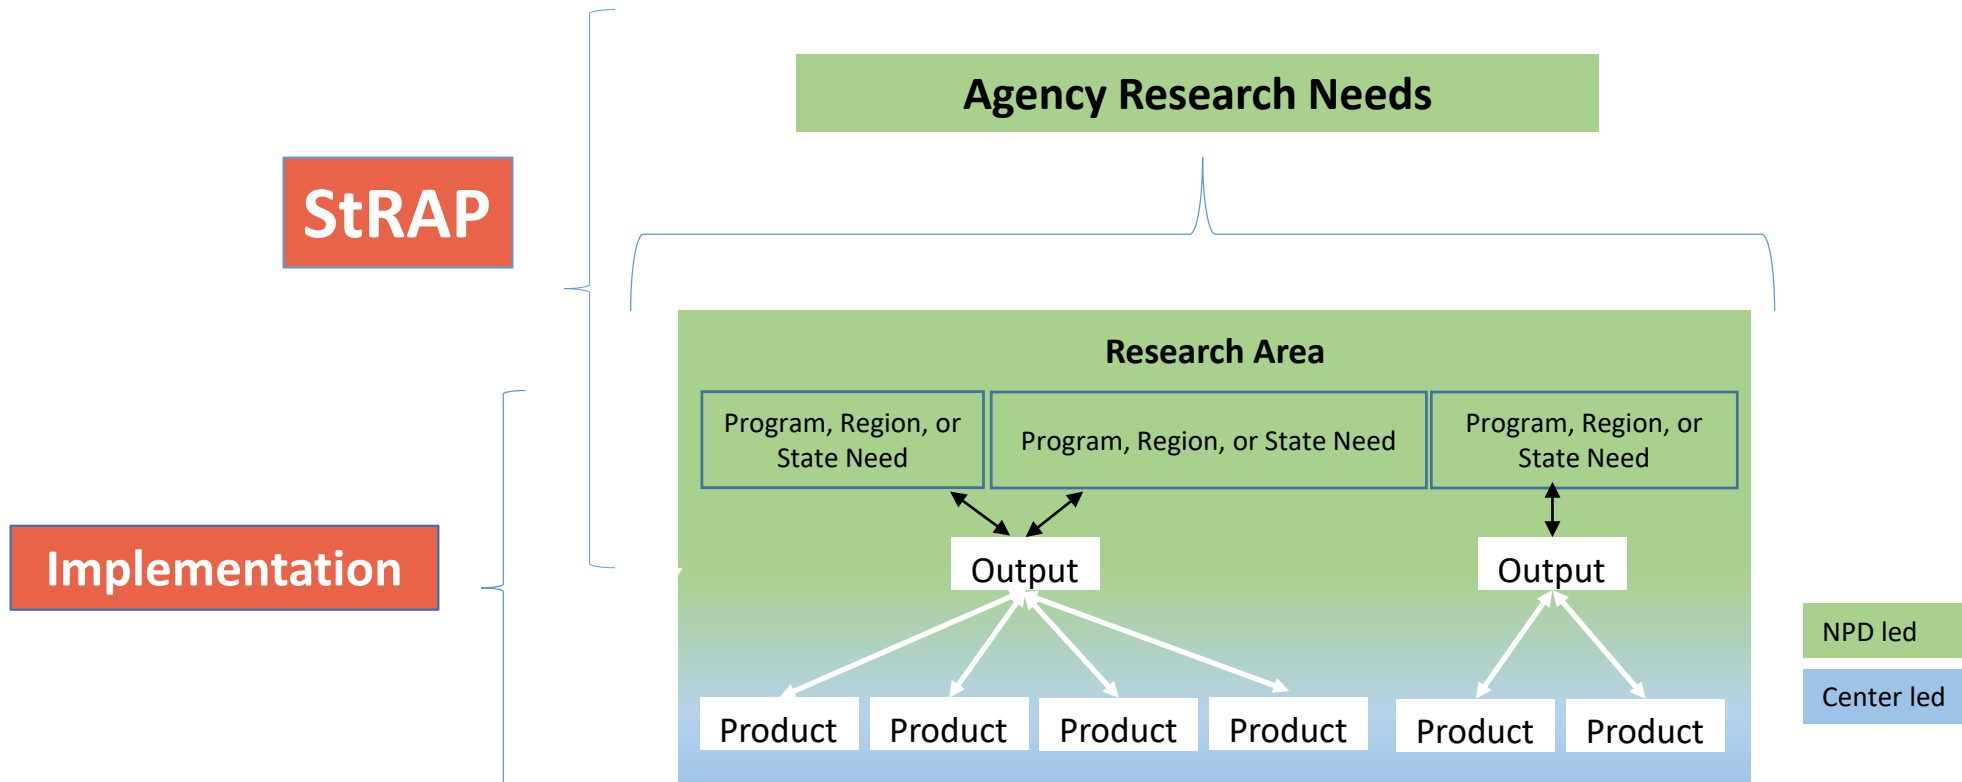 Agency Research Needs
StRAP
Research Area
Program, Region, or
State Need
Program, Region, or State Need
Program, Region, or
State Need
Implementation
Output
Output
NPD led
Center led
Product
Product
Product
Product
Product
Product